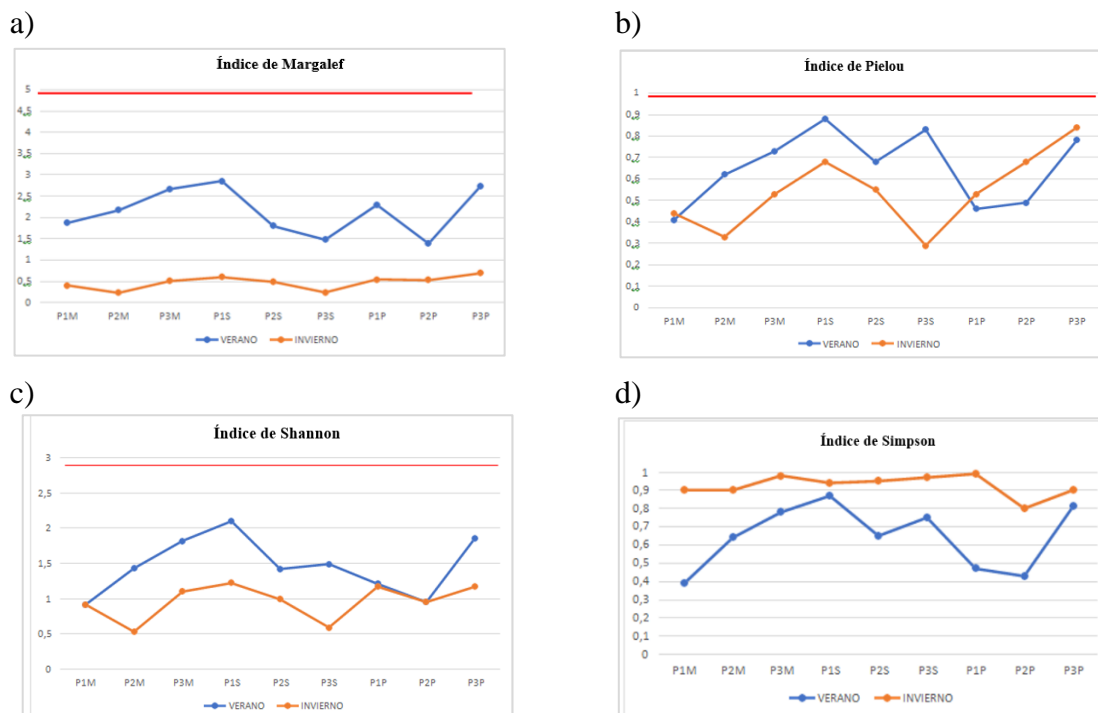 a)
Índice de Margalef
5
4,5
4
3,5
3
2,5
2
1,5
1
0,5
0
P1M P2M P3M P1S P2S P3S P1P P2P P3P
VERANO INVIERNO
b)
Índice de Pielou
1
0,9
0,8
0,7
0,6
0,5
0,4
0,3
0,2
0,1
0
P1M P2M P3M P1S P2S P3S P1P P2P P3P
VERANO INVIERNO
c)
Índice de Shannon
3
2,5
2
1,5
1
0,5
0
P1M P2M P3M P1S P2S P3S P1P P2P P3P
VERANO INVIERNO
d)
Índice de Simpson
1
0,9
0,8
0,7
0,6
0,5
0,4
0,3
0,2
0,1
0
P1M P2M P3M P1S P2S P3S P1P P2P P3P
VERANO INVIERNO